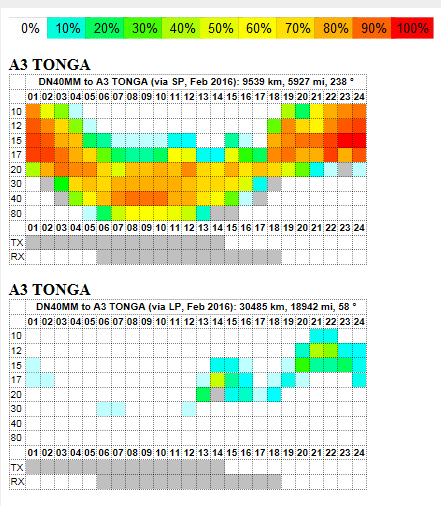 0% 10% 20% 30% 40% 50% 60% 70% 80% 90% 100%
A3 TONGA
DN40MM to A3 TONGA (via SP, Feb 2016): 9539 km, 5927 mi, 238 °
01 02 03 04 05 06 07 08 09 10 11 12 13 14 15 16 17 18 19 20 21 22 23 24
10
12
15
17
20
30
40
80
01 02 03 04 05 06 07 08 09 10 11 12 13 14 15 16 17 18 19 20 21 22 23 24
TX
RX
A3 TONGA
DN40MM to A3 TONGA (via LP, Feb 2016): 30485 km, 18942 mi, 58 °
01 02 03 04 05 06 07 08 09 10 11 12 13 14 15 16 17 18 19 20 21 22 23 24
10
12
15
17
20
30
40
80
01 02 03 04 05 06 07 08 09 10 11 12 13 14 15 16 17 18 19 20 21 22 23 24
TX
RX